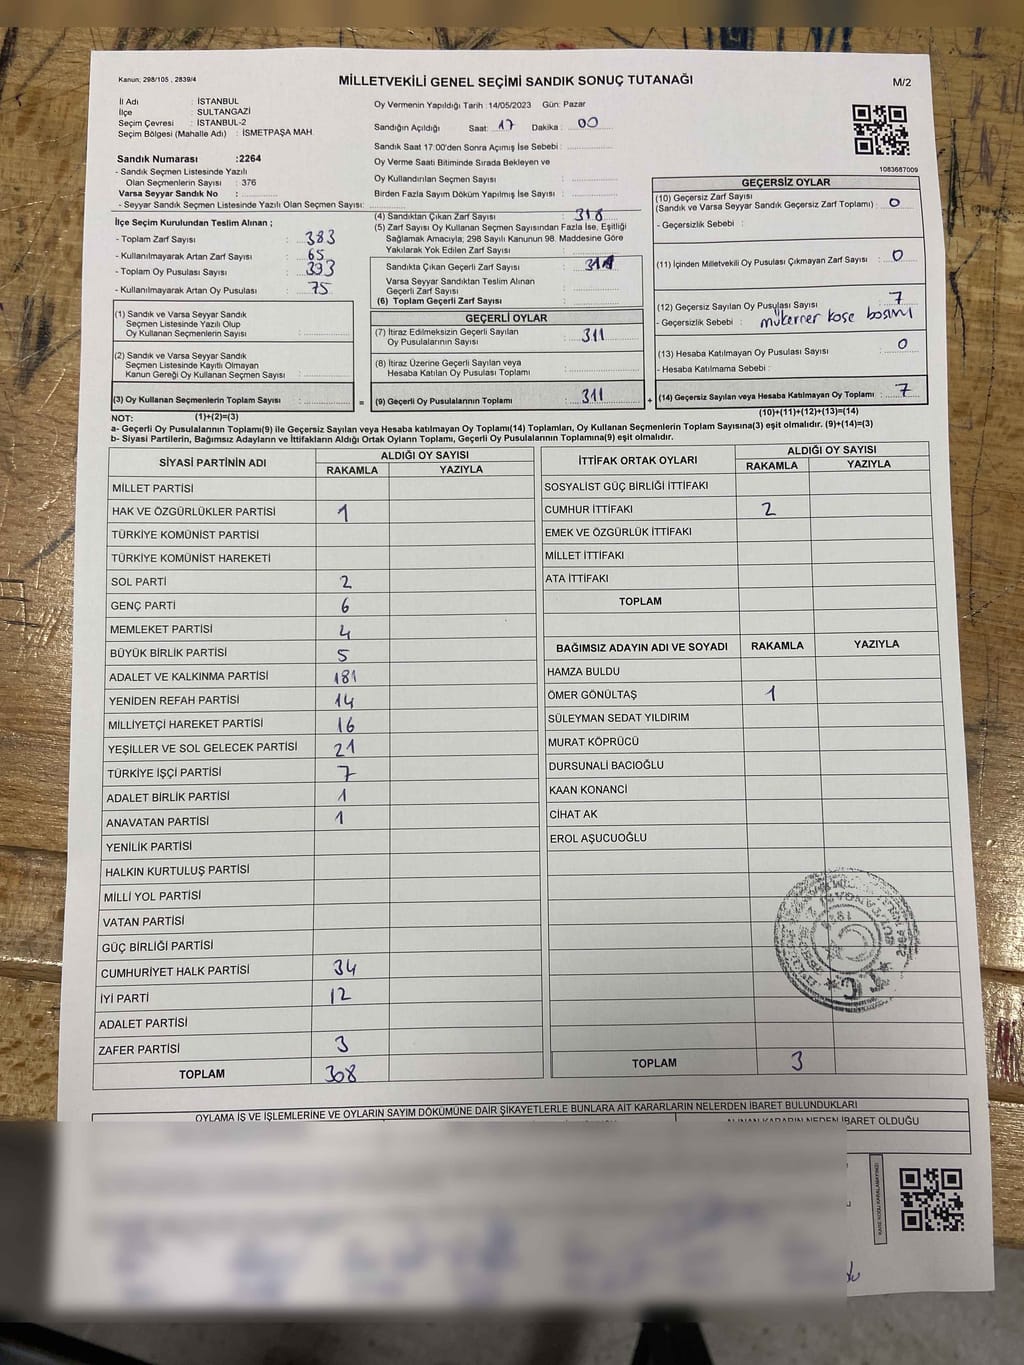 Kanun; 298/105 , 2839/4
MİLLETVEKİLİ GENEL SEÇİMİ SANDIK SONUÇ TUTANAĞI
M/2
İl Adı : İSTANBUL
İlçe : SULTANGAZİ
Seçim Çevresi : İSTANBUL-2
Seçim Bölgesi (Mahalle Adı) : İSMETPAŞA MAH.
Oy Vermenin Yapıldığı Tarih :14/05/2023 Gün: Pazar
Sandığın Açıldığı Saat: 17 Dakika : 00
Sandık Saat 17:00'den Sonra Açımış İse Sebebi :
Oy Verme Saati Bitiminde Sırada Bekleyen ve
Oy Kullandırılan Seçmen Sayısı :
Birden Fazla Sayım Döküm Yapılmış İse Sayısı :
1083687009
Sandık Numarası :2264
- Sandık Seçmen Listesinde Yazılı
Olan Seçmenlerin Sayısı : 376
Varsa Seyyar Sandık No :
- Seyyar Sandık Seçmen Listesinde Yazılı Olan Seçmen Sayısı:
İlçe Seçim Kurulundan Teslim Alınan ;
- Toplam Zarf Sayısı : 383
- Kullanılmayarak Artan Zarf Sayısı : 65
- Toplam Oy Pusulası Sayısı : 393
- Kullanılmayarak Artan Oy Pusulası : 75
(1) Sandık ve Varsa Seyyar Sandık
Seçmen Listesinde Yazılı Olup
Oy Kullanan Seçmenlerin Sayısı :
(2) Sandık ve Varsa Seyyar Sandık
Seçmen Listesinde Kayıtlı Olmayan
Kanun Gereği Oy Kullanan Seçmen Sayısı :
(3) Oy Kullanan Seçmenlerin Toplam Sayısı : =
(1)+(2)=(3)
(4) Sandıktan Çıkan Zarf Sayısı : 318
(5) Zarf Sayısı Oy Kullanan Seçmen Sayısından Fazla İse, Eşitliği
Sağlamak Amacıyla; 298 Sayılı Kanunun 98. Maddesine Göre
Yakılarak Yok Edilen Zarf Sayısı :
Sandıkta Çıkan Geçerli Zarf Sayısı :
Varsa Seyyar Sandıktan Teslim Alınan
Geçerli Zarf Sayısı :
(6) Toplam Geçerli Zarf Sayısı :
GEÇERLİ OYLAR
(7) İtiraz Edilmeksizin Geçerli Sayılan
Oy Pusulalarının Sayısı : 311
(8) İtiraz Üzerine Geçerli Sayılan veya
Hesaba Katılan Oy Pusulası Toplamı :
(9) Geçerli Oy Pusulalarının Toplamı : 311 +
GEÇERSİZ OYLAR
(10) Geçersiz Zarf Sayısı
(Sandık ve Varsa Seyyar Sandık Geçersiz Zarf Toplamı) : 0
- Geçersizlik Sebebi :
(11) İçinden Milletvekili Oy Pusulası Çıkmayan Zarf Sayısı : 0
(12) Geçersiz Sayılan Oy Pusulası Sayısı : 7
- Geçersizlik Sebebi : mükerrer kaşe basımı
(13) Hesaba Katılmayan Oy Pusulası Sayısı : 0
- Hesaba Katılmama Sebebi :
(14) Geçersiz Sayılan veya Hesaba Katılmayan Oy Toplamı : 7
(10)+(11)+(12)+(13)=(14)
NOT:
a- Geçerli Oy Pusulalarının Toplamı(9) ile Geçersiz Sayılan veya Hesaba katılmayan Oy Toplamı(14) Toplamları, Oy Kullanan Seçmenlerin Toplam Sayısına(3) eşit olmalıdır. (9)+(14)=(3)
b- Siyasi Partilerin, Bağımsız Adayların ve İttifakların Aldığı Ortak Oyların Toplamı, Geçerli Oy Pusulalarının Toplamına(9) eşit olmalıdır.
SİYASİ PARTİNİN ADI ALDIĞI OY SAYISI
RAKAMLA YAZIYLA
MİLLET PARTİSİ
HAK VE ÖZGÜRLÜKLER PARTİSİ 1
TÜRKİYE KOMÜNİST PARTİSİ
TÜRKİYE KOMÜNİST HAREKETİ
SOL PARTİ 2
GENÇ PARTİ 6
MEMLEKET PARTİSİ 4
BÜYÜK BİRLİK PARTİSİ 5
ADALET VE KALKINMA PARTİSİ 181
YENİDEN REFAH PARTİSİ 14
MİLLİYETÇİ HAREKET PARTİSİ 16
YEŞİLLER VE SOL GELECEK PARTİSİ 21
TÜRKİYE İŞÇİ PARTİSİ 7
ADALET BİRLİK PARTİSİ 1
ANAVATAN PARTİSİ 1
YENİLİK PARTİSİ
HALKIN KURTULUŞ PARTİSİ
MİLLİ YOL PARTİSİ
VATAN PARTİSİ
GÜÇ BİRLİĞİ PARTİSİ
CUMHURİYET HALK PARTİSİ 34
İYİ PARTİ 12
ADALET PARTİSİ
ZAFER PARTİSİ 3
TOPLAM 308
İTTİFAK ORTAK OYLARI ALDIĞI OY SAYISI
RAKAMLA YAZIYLA
SOSYALİST GÜÇ BİRLİĞİ İTTİFAKI
CUMHUR İTTİFAKI 2
EMEK VE ÖZGÜRLÜK İTTİFAKI
MİLLET İTTİFAKI
ATA İTTİFAKI
TOPLAM
BAĞIMSIZ ADAYIN ADI VE SOYADI RAKAMLA YAZIYLA
HAMZA BULDU
ÖMER GÖNÜLTAŞ 1
SÜLEYMAN SEDAT YILDIRIM
MURAT KÖPRÜCÜ
DURSUNALİ BACIOĞLU
KAAN KONANCİ
CİHAT AK
EROL AŞUCUOĞLU
T.C.
TOPLAM 3
OYLAMA İŞ VE İŞLEMLERİNE VE OYLARIN SAYIM DÖKÜMÜNE DAİR ŞİKAYETLERLE BUNLARA AİT KARARLARIN NELERDEN İBARET BULUNDUKLARI
ALINAN KARARIN NEDEN İBARET OLDUĞU
KARE KODU KARALAMAYINIZ!